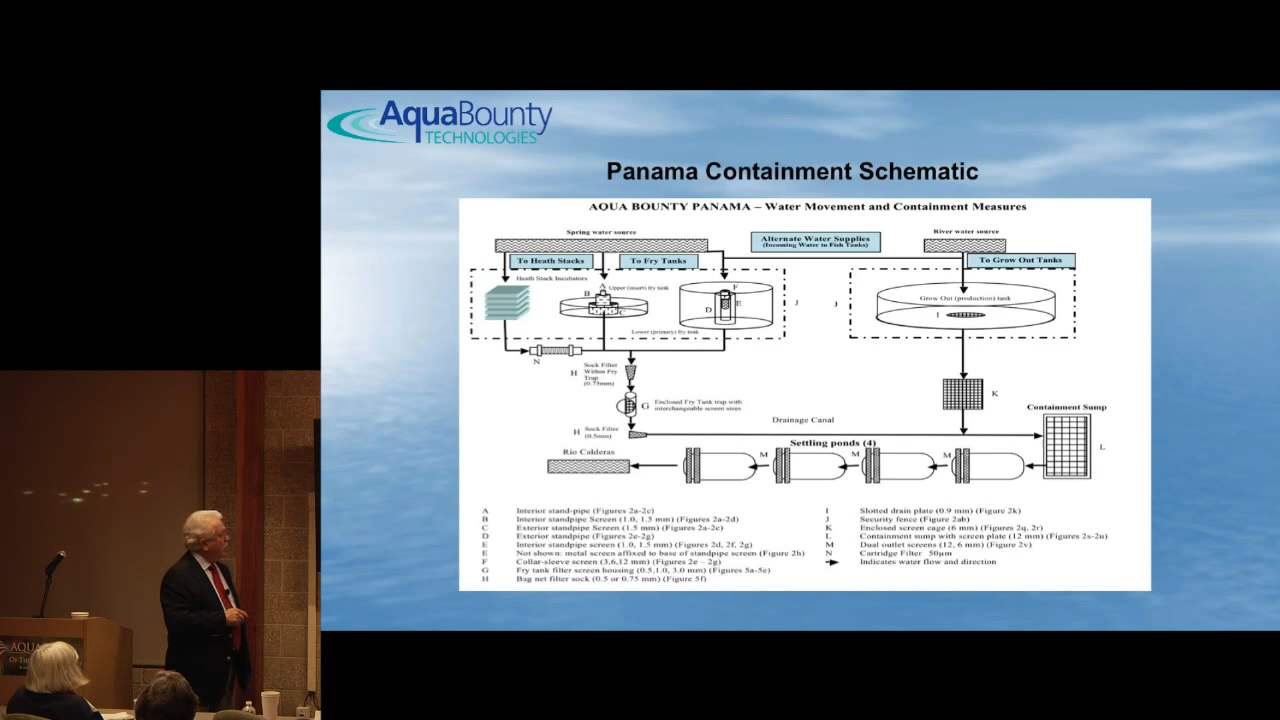 AquaBounty
TECHNOLOGIES
Panama Containment Schematic
AQUA BOUNTY PANAMA – Water Movement and Containment Measures
Spring water source
Alternate Water Supplies
(Incoming Water to Fish Tanks)
River water source
To Heath Stacks
To Fry Tanks
To Grow Out Tanks
Heath Stack Incubators
A Upper (insert) fry tank
B
C
F
E
D
J
J
Grow Out (production) tank
I
Lower (primary) fry tank
N
H
Sock Filter
Within Fry
Trap
(0.75mm)
G
Enclosed Fry Tank trap with
interchangeable screen sizes
K
Containment Sump
Drainage Canal
H
Sock Filter
(0.5mm)
Settling ponds (4)
L
Rio Calderas
M
M
M
A Interior stand-pipe (Figures 2a-2c)
B Interior standpipe Screen (1.0, 1.5 mm) (Figures 2a-2d)
C Exterior standpipe Screen (1.5 mm) (Figures 2a-2c)
D Exterior standpipe (Figures 2e-2g)
E Interior standpipe screen (1.0, 1.5 mm) (Figures 2d, 2f, 2g)
E Not shown: metal screen affixed to base of standpipe screen (Figure 2h)
F Collar-sleeve screen (3,6,12 mm) (Figures 2e – 2g)
G Fry tank filter screen housing (0.5,1.0, 3.0 mm) (Figures 5a-5e)
H Bag net filter sock (0.5 or 0.75 mm) (Figure 5f)
I Slotted drain plate (0.9 mm) (Figure 2k)
J Security fence (Figure 2ab)
K Enclosed screen cage (6 mm) (Figures 2q, 2r)
L Containment sump with screen plate (12 mm) (Figures 2s-2u)
M Dual outlet screens (12, 6 mm) (Figure 2v)
N Cartridge Filter 50µm
Indicates water flow and direction
AQUA